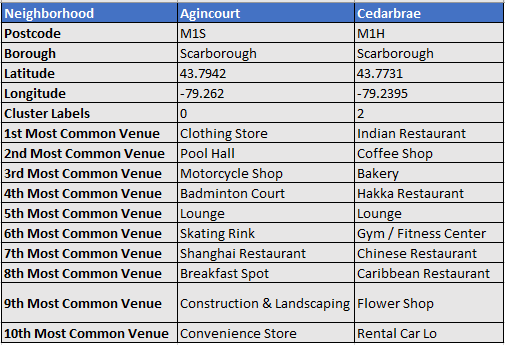 Neighborhood Agincourt Cedarbrae
Postcode M1S M1H
Borough Scarborough Scarborough
Latitude 43.7942 43.7731
Longitude -79.262 -79.2395
Cluster Labels 0 2
1st Most Common Venue Clothing Store Indian Restaurant
2nd Most Common Venue Pool Hall Coffee Shop
3rd Most Common Venue Motorcycle Shop Bakery
4th Most Common Venue Badminton Court Hakka Restaurant
5th Most Common Venue Lounge Lounge
6th Most Common Venue Skating Rink Gym / Fitness Center
7th Most Common Venue Shanghai Restaurant Chinese Restaurant
8th Most Common Venue Breakfast Spot Caribbean Restaurant
9th Most Common Venue Construction & Landscaping Flower Shop
10th Most Common Venue Convenience Store Rental Car Lo